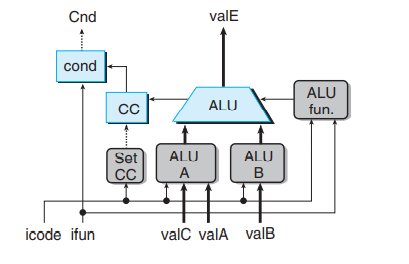 Cnd
valE
cond
CC
ALU
ALU
fun.
Set
CC
ALU
A
ALU
B
icode ifun
valC valA
valB